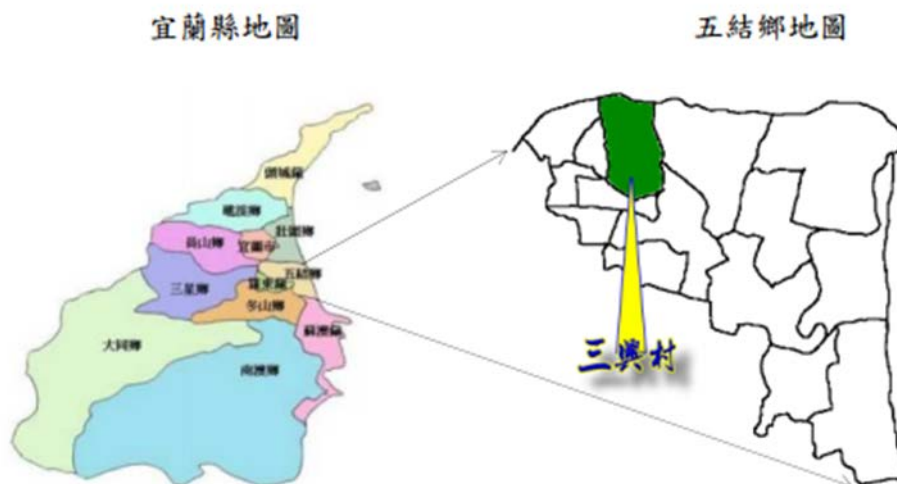 宜蘭縣地圖
五結鄉地圖
頭城鎮
礁溪鄉
壯圍鄉
員山鄉
宜蘭市
五結鄉
羅東鎮
三星鄉
冬山鄉
蘇澳鎮
大同鄉
南澳鄉
三興村